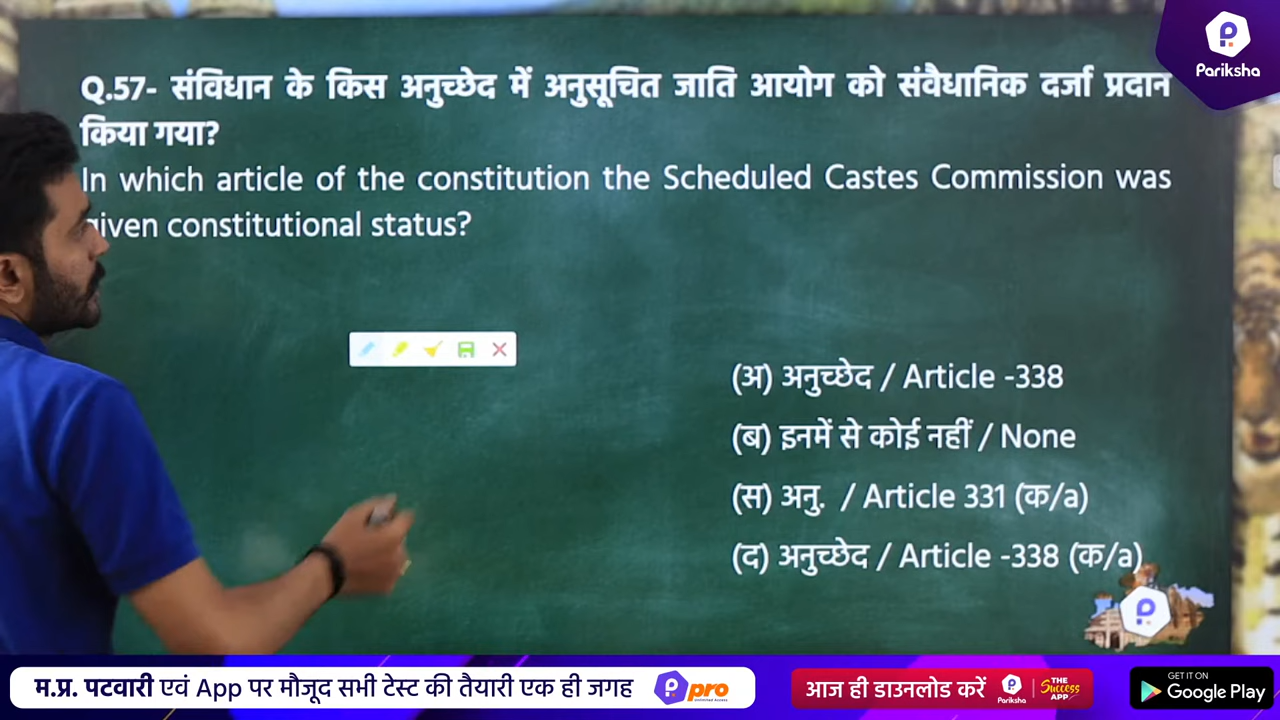 Pariksha
Q.57- संविधान के किस अनुच्छेद में अनुसूचित जाति आयोग को संवैधानिक दर्जा प्रदान
किया गया?
In which article of the constitution the Scheduled Castes Commission was
given constitutional status?
(अ) अनुच्छेद / Article -338
(ब) इनमें से कोई नहीं / None
(स) अनु. / Article 331 (क/a)
(द) अनुच्छेद / Article -338 (क/a)
म.प्र. पटवारी एवं App पर मौजूद सभी टेस्ट की तैयारी एक ही जगह
pro
आज ही डाउनलोड करें
Pariksha
THE
Success
APP
GET IT ON
Google Play